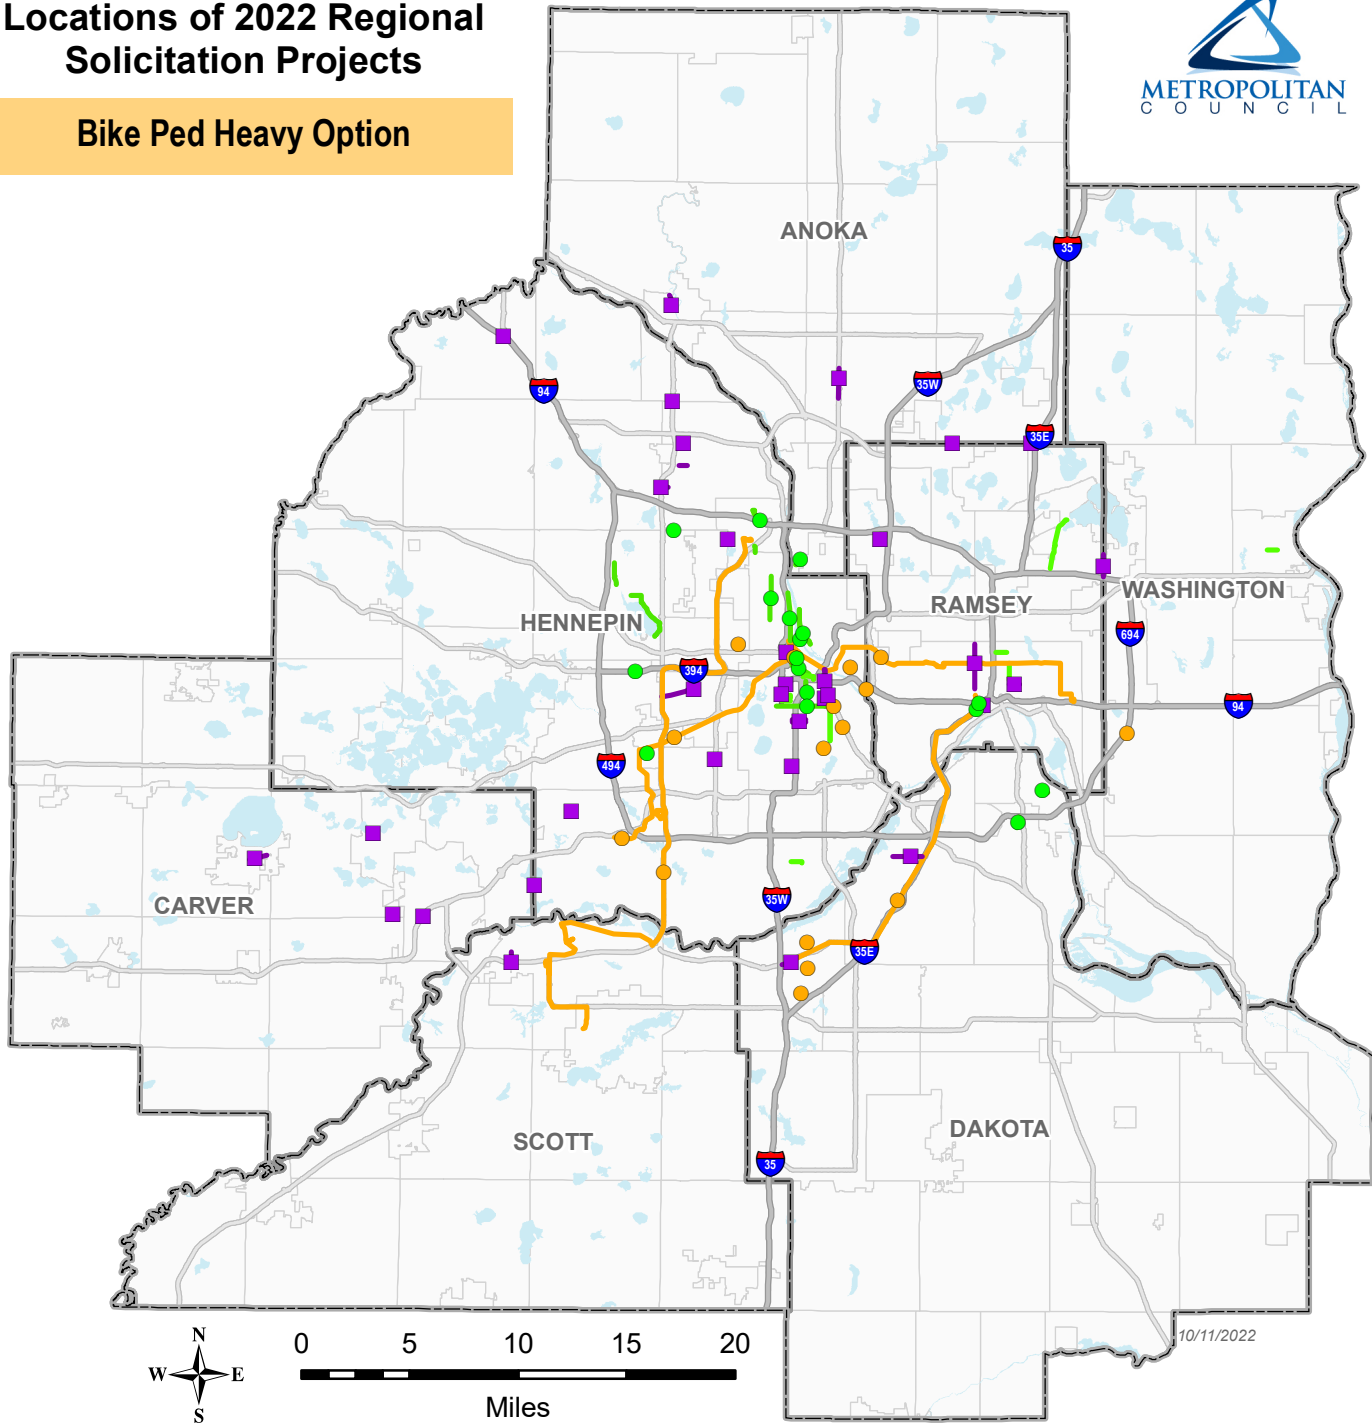 Locations of 2022 Regional
Solicitation Projects
Bike Ped Heavy Option
METROPOLITAN
COUNCIL
ANOKA
35
94
35W
35E
HENNEPIN
RAMSEY
WASHINGTON
694
394
94
494
CARVER
35W
35E
SCOTT
DAKOTA
35
10/11/2022
N
W
E
S
0 5 10 15 20
Miles